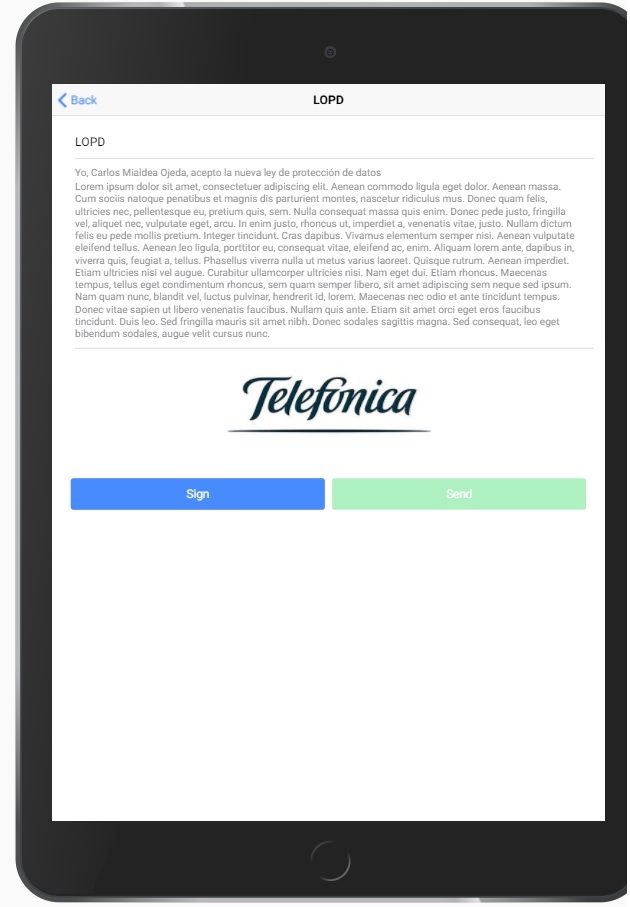 Back
LOPD
LOPD
Yo, Carlos Mialdea Ojeda, acepto la nueva ley de protección de datos
Lorem ipsum dolor sit amet, consectetuer adipiscing elit. Aenean commodo ligula eget dolor. Aenean massa.
Cum sociis natoque penatibus et magnis dis parturient montes, nascetur ridiculus mus. Donec quam felis,
ultricies nec, pellentesque eu, pretium quis, sem. Nulla consequat massa quis enim. Donec pede justo, fringilla
vel, aliquet nec, vulputate eget, arcu. In enim justo, rhoncus ut, imperdiet a, venenatis vitae, justo. Nullam dictum
felis eu pede mollis pretium. Integer tincidunt. Cras dapibus. Vivamus elementum semper nisi. Aenean vulputate
eleifend tellus. Aenean leo ligula, porttitor eu, consequat vitae, eleifend ac, enim. Aliquam lorem ante, dapibus in,
viverra quis, feugiat a, tellus. Phasellus viverra nulla ut metus varius laoreet. Quisque rutrum. Aenean imperdiet.
Etiam ultricies nisi vel augue. Curabitur ullamcorper ultricies nisi. Nam eget dui. Etiam rhoncus. Maecenas
tempus, tellus eget condimentum rhoncus, sem quam semper libero, sit amet adipiscing sem neque sed ipsum.
Nam quam nunc, blandit vel, luctus pulvinar, hendrerit id, lorem. Maecenas nec odio et ante tincidunt tempus.
Donec vitae sapien ut libero venenatis faucibus. Nullam quis ante. Etiam sit amet orci eget eros faucibus
tincidunt. Duis leo. Sed fringilla mauris sit amet nibh. Donec sodales sagittis magna. Sed consequat, leo eget
bibendum sodales, augue velit cursus nunc.
Telefónica
Sign
Send